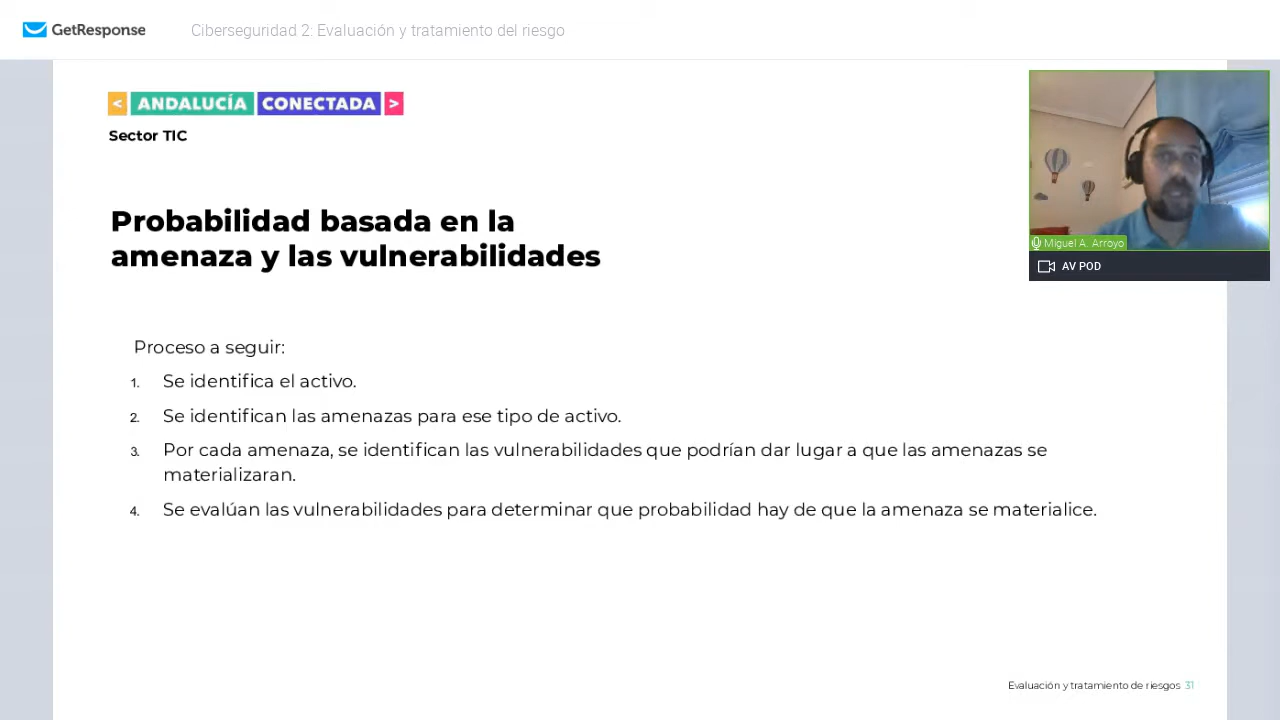 GetResponse
Ciberseguridad 2: Evaluación y tratamiento del riesgo
< ANDALUCÍA CONECTADA >
Sector TIC
Miguel A. Arroyo
AV POD
Probabilidad basada en la
amenaza y las vulnerabilidades
Proceso a seguir:
1. Se identifica el activo.
2. Se identifican las amenazas para ese tipo de activo.
3. Por cada amenaza, se identifican las vulnerabilidades que podrían dar lugar a que las amenazas se
materializaran.
4. Se evalúan las vulnerabilidades para determinar que probabilidad hay de que la amenaza se materialice.
Evaluación y tratamiento de riesgos 31